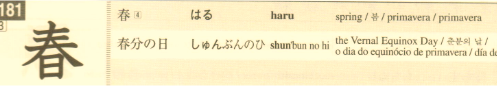 181
春
春④ はる haru spring / 봄 / primavera / primavera
春分の日 しゅんぶんのひ shun'bun no hi the Vernal Equinox Day / 춘분의 날 /
o dia do equinócio de primavera / día de